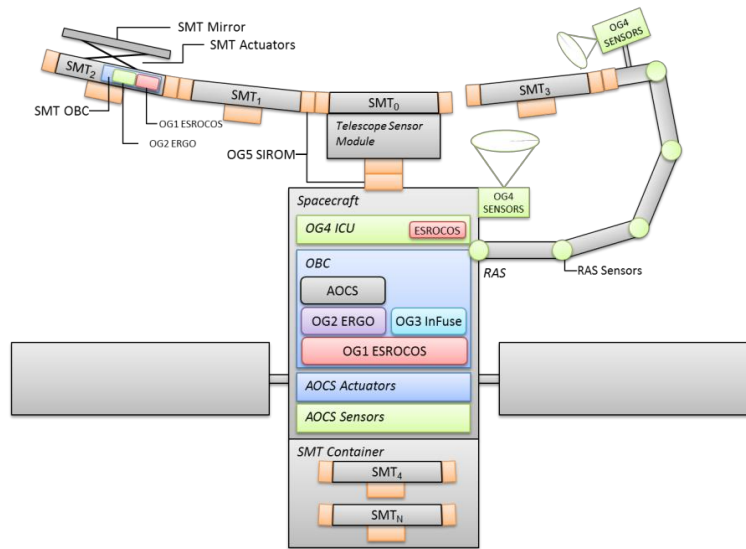 SMT Mirror
SMT Actuators
OG4
SENSORS
SMT₂
SMT₁
SMT₀
SMT₃
SMT OBC
OG1 ESROCOS
OG2 ERGO
Telescope Sensor
Module
OG5 SIROM
Spacecraft
OG4
SENSORS
OG4 ICU
ESROCOS
OBC
RAS
RAS Sensors
AOCS
OG2 ERGO
OG3 InFuse
OG1 ESROCOS
AOCS Actuators
AOCS Sensors
SMT Container
SMT₄
SMT_N